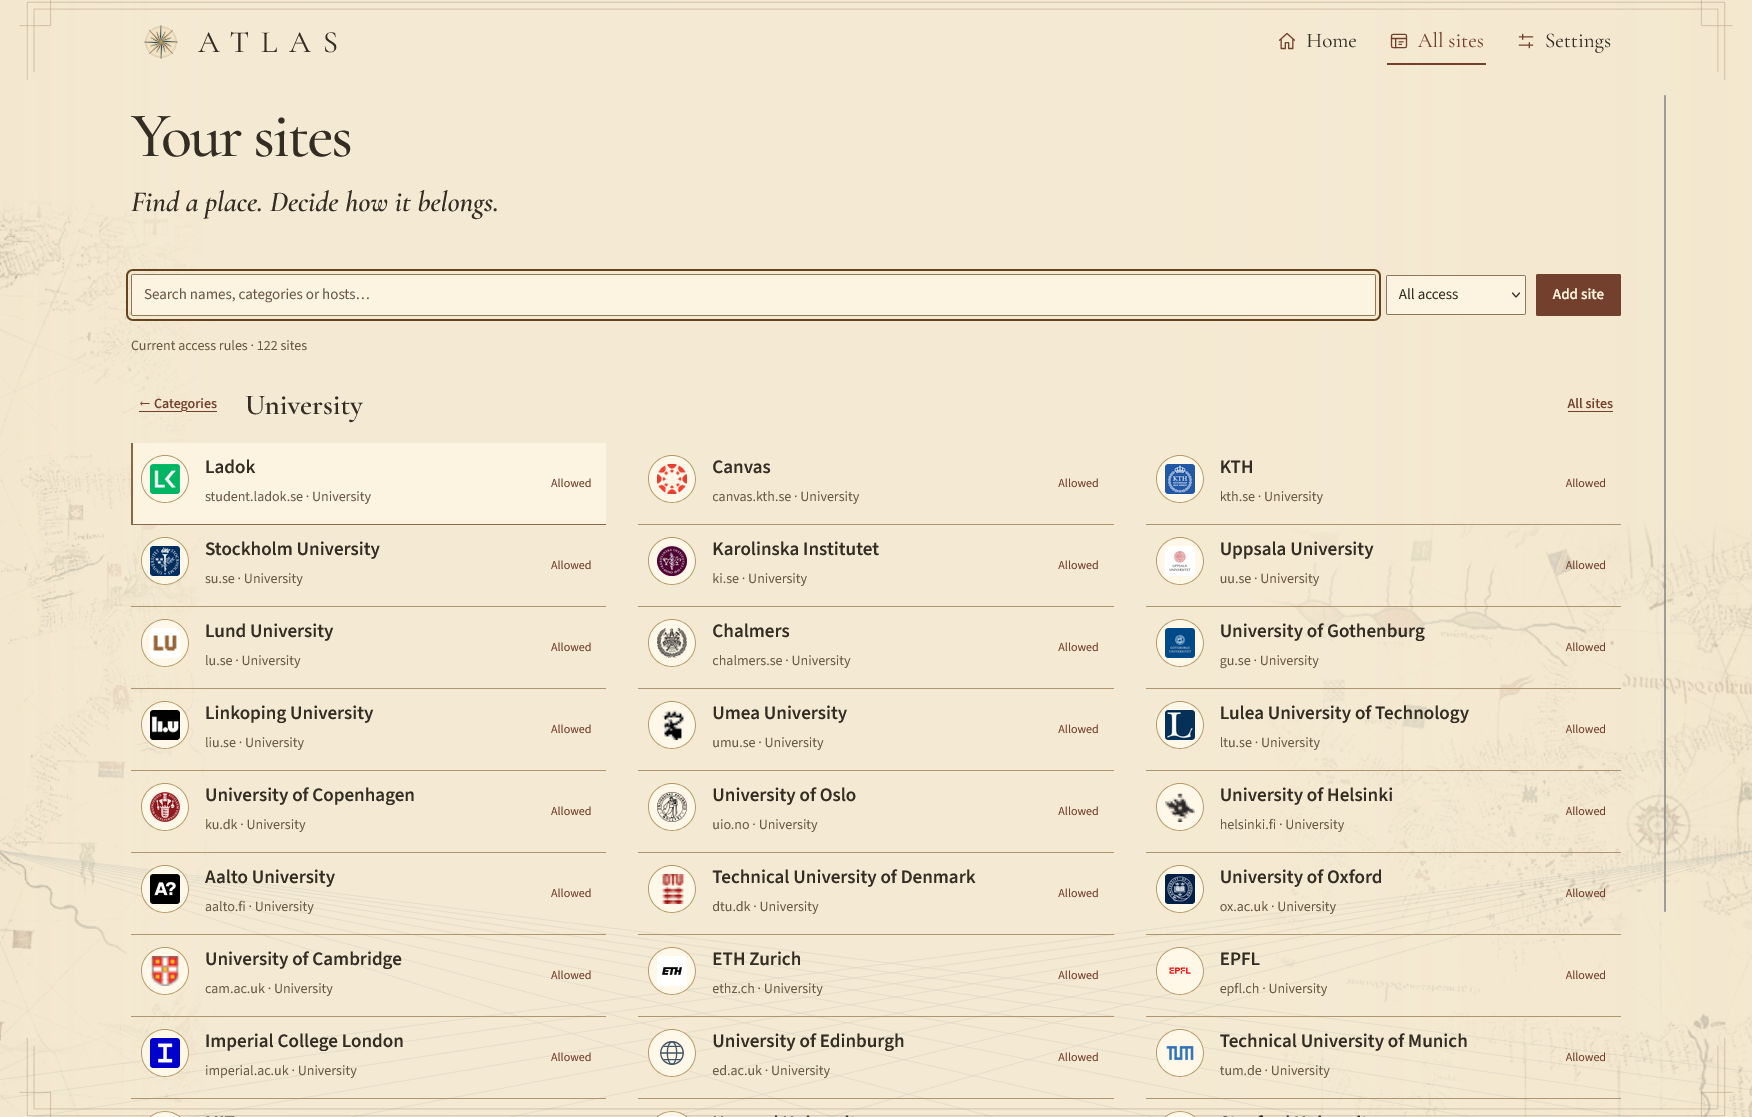 ATLAS
Home
All sites
Settings
Your sites
Find a place. Decide how it belongs.
Search names, categories or hosts…
All access
Add site
Current access rules · 122 sites
← Categories
University
All sites
Ladok
student.ladok.se · University
Allowed
Canvas
canvas.kth.se · University
Allowed
KTH
KTH
kth.se · University
Allowed
Stockholm University
su.se · University
Allowed
Karolinska Institutet
ki.se · University
Allowed
Uppsala University
uu.se · University
Allowed
LU
Lund University
lu.se · University
Allowed
Chalmers
chalmers.se · University
Allowed
University of Gothenburg
gu.se · University
Allowed
li.u
Linkoping University
liu.se · University
Allowed
Umea University
umu.se · University
Allowed
L
Lulea University of Technology
ltu.se · University
Allowed
University of Copenhagen
ku.dk · University
Allowed
University of Oslo
uio.no · University
Allowed
University of Helsinki
helsinki.fi · University
Allowed
A?
Aalto University
aalto.fi · University
Allowed
DTU
Technical University of Denmark
dtu.dk · University
Allowed
University of Oxford
ox.ac.uk · University
Allowed
University of Cambridge
cam.ac.uk · University
Allowed
ETH
ETH Zurich
ethz.ch · University
Allowed
EPFL
EPFL
epfl.ch · University
Allowed
I
Imperial College London
imperial.ac.uk · University
Allowed
University of Edinburgh
ed.ac.uk · University
Allowed
TUM
Technical University of Munich
tum.de · University
Allowed